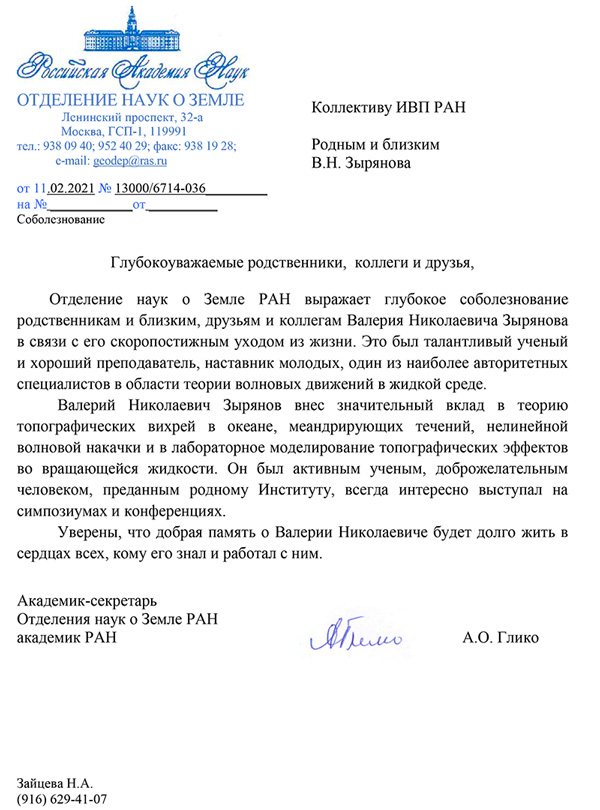 Российская Академия Наук
ОТДЕЛЕНИЕ НАУК О ЗЕМЛЕ
Ленинский проспект, 32-а
Москва, ГСП-1, 119991
тел.: 938 09 40; 952 40 29; факс: 938 19 28;
e-mail: geodep@ras.ru
от 11.02.2021 № 13000/6714-036
на №____________от___________
Соболезнование
Коллективу ИВП РАН
Родным и близким
В.Н. Зырянова
Глубокоуважаемые родственники, коллеги и друзья,
Отделение наук о Земле РАН выражает глубокое соболезнование
родственникам и близким, друзьям и коллегам Валерия Николаевича Зырянова
в связи с его скоропостижным уходом из жизни. Это был талантливый ученый
и хороший преподаватель, наставник молодых, один из наиболее авторитетных
специалистов в области теории волновых движений в жидкой среде.
Валерий Николаевич Зырянов внес значительный вклад в теорию
топографических вихрей в океане, меандрирующих течений, нелинейной
волновой накачки и в лабораторное моделирование топографических эффектов
во вращающейся жидкости. Он был активным ученым, доброжелательным
человеком, преданным родному Институту, всегда интересно выступал на
симпозиумах и конференциях.
Уверены, что добрая память о Валерии Николаевиче будет долго жить в
сердцах всех, кому его знал и работал с ним.
Академик-секретарь
Отделения наук о Земле РАН
академик РАН
А.О. Глико
Зайцева Н.А.
(916) 629-41-07